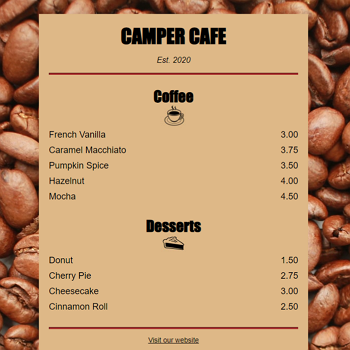 CAMPER CAFE
Est. 2020
Coffee
French Vanilla 3.00
Caramel Macchiato 3.75
Pumpkin Spice 3.50
Hazelnut 4.00
Mocha 4.50
Desserts
Donut 1.50
Cherry Pie 2.75
Cheesecake 3.00
Cinnamon Roll 2.50
Visit our website